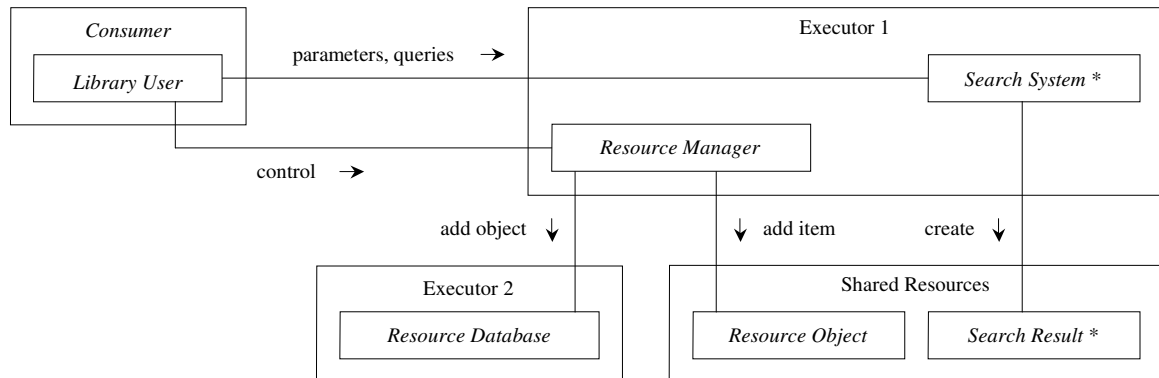 Consumer
Executor 1
parameters, queries
Library User
Search System *
Resource Manager
control
add object
add item
create
Executor 2
Shared Resources
Resource Database
Resource Object
Search Result *